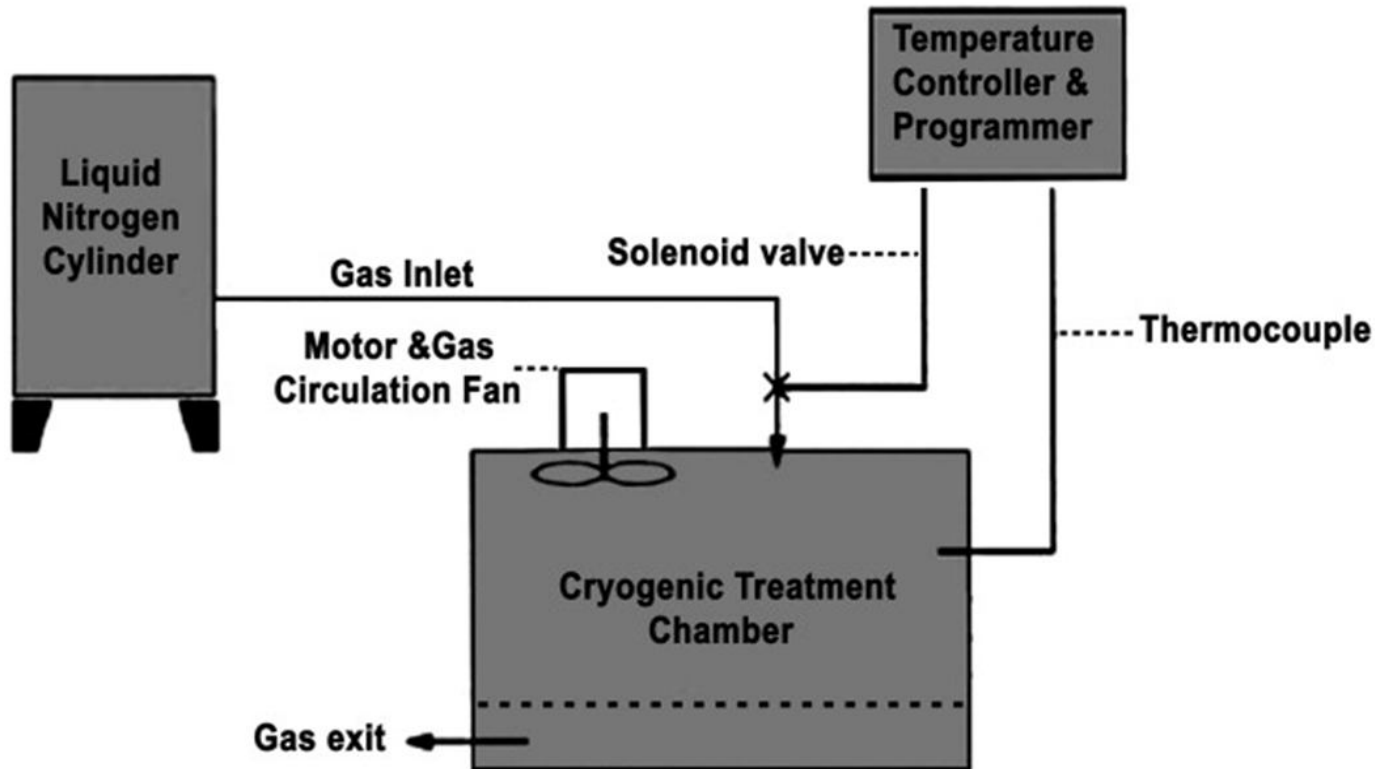 Temperature
Controller &
Programmer
Liquid
Nitrogen
Cylinder
Solenoid valve
Gas Inlet
Thermocouple
Motor &Gas
Circulation Fan
Cryogenic Treatment
Chamber
Gas exit